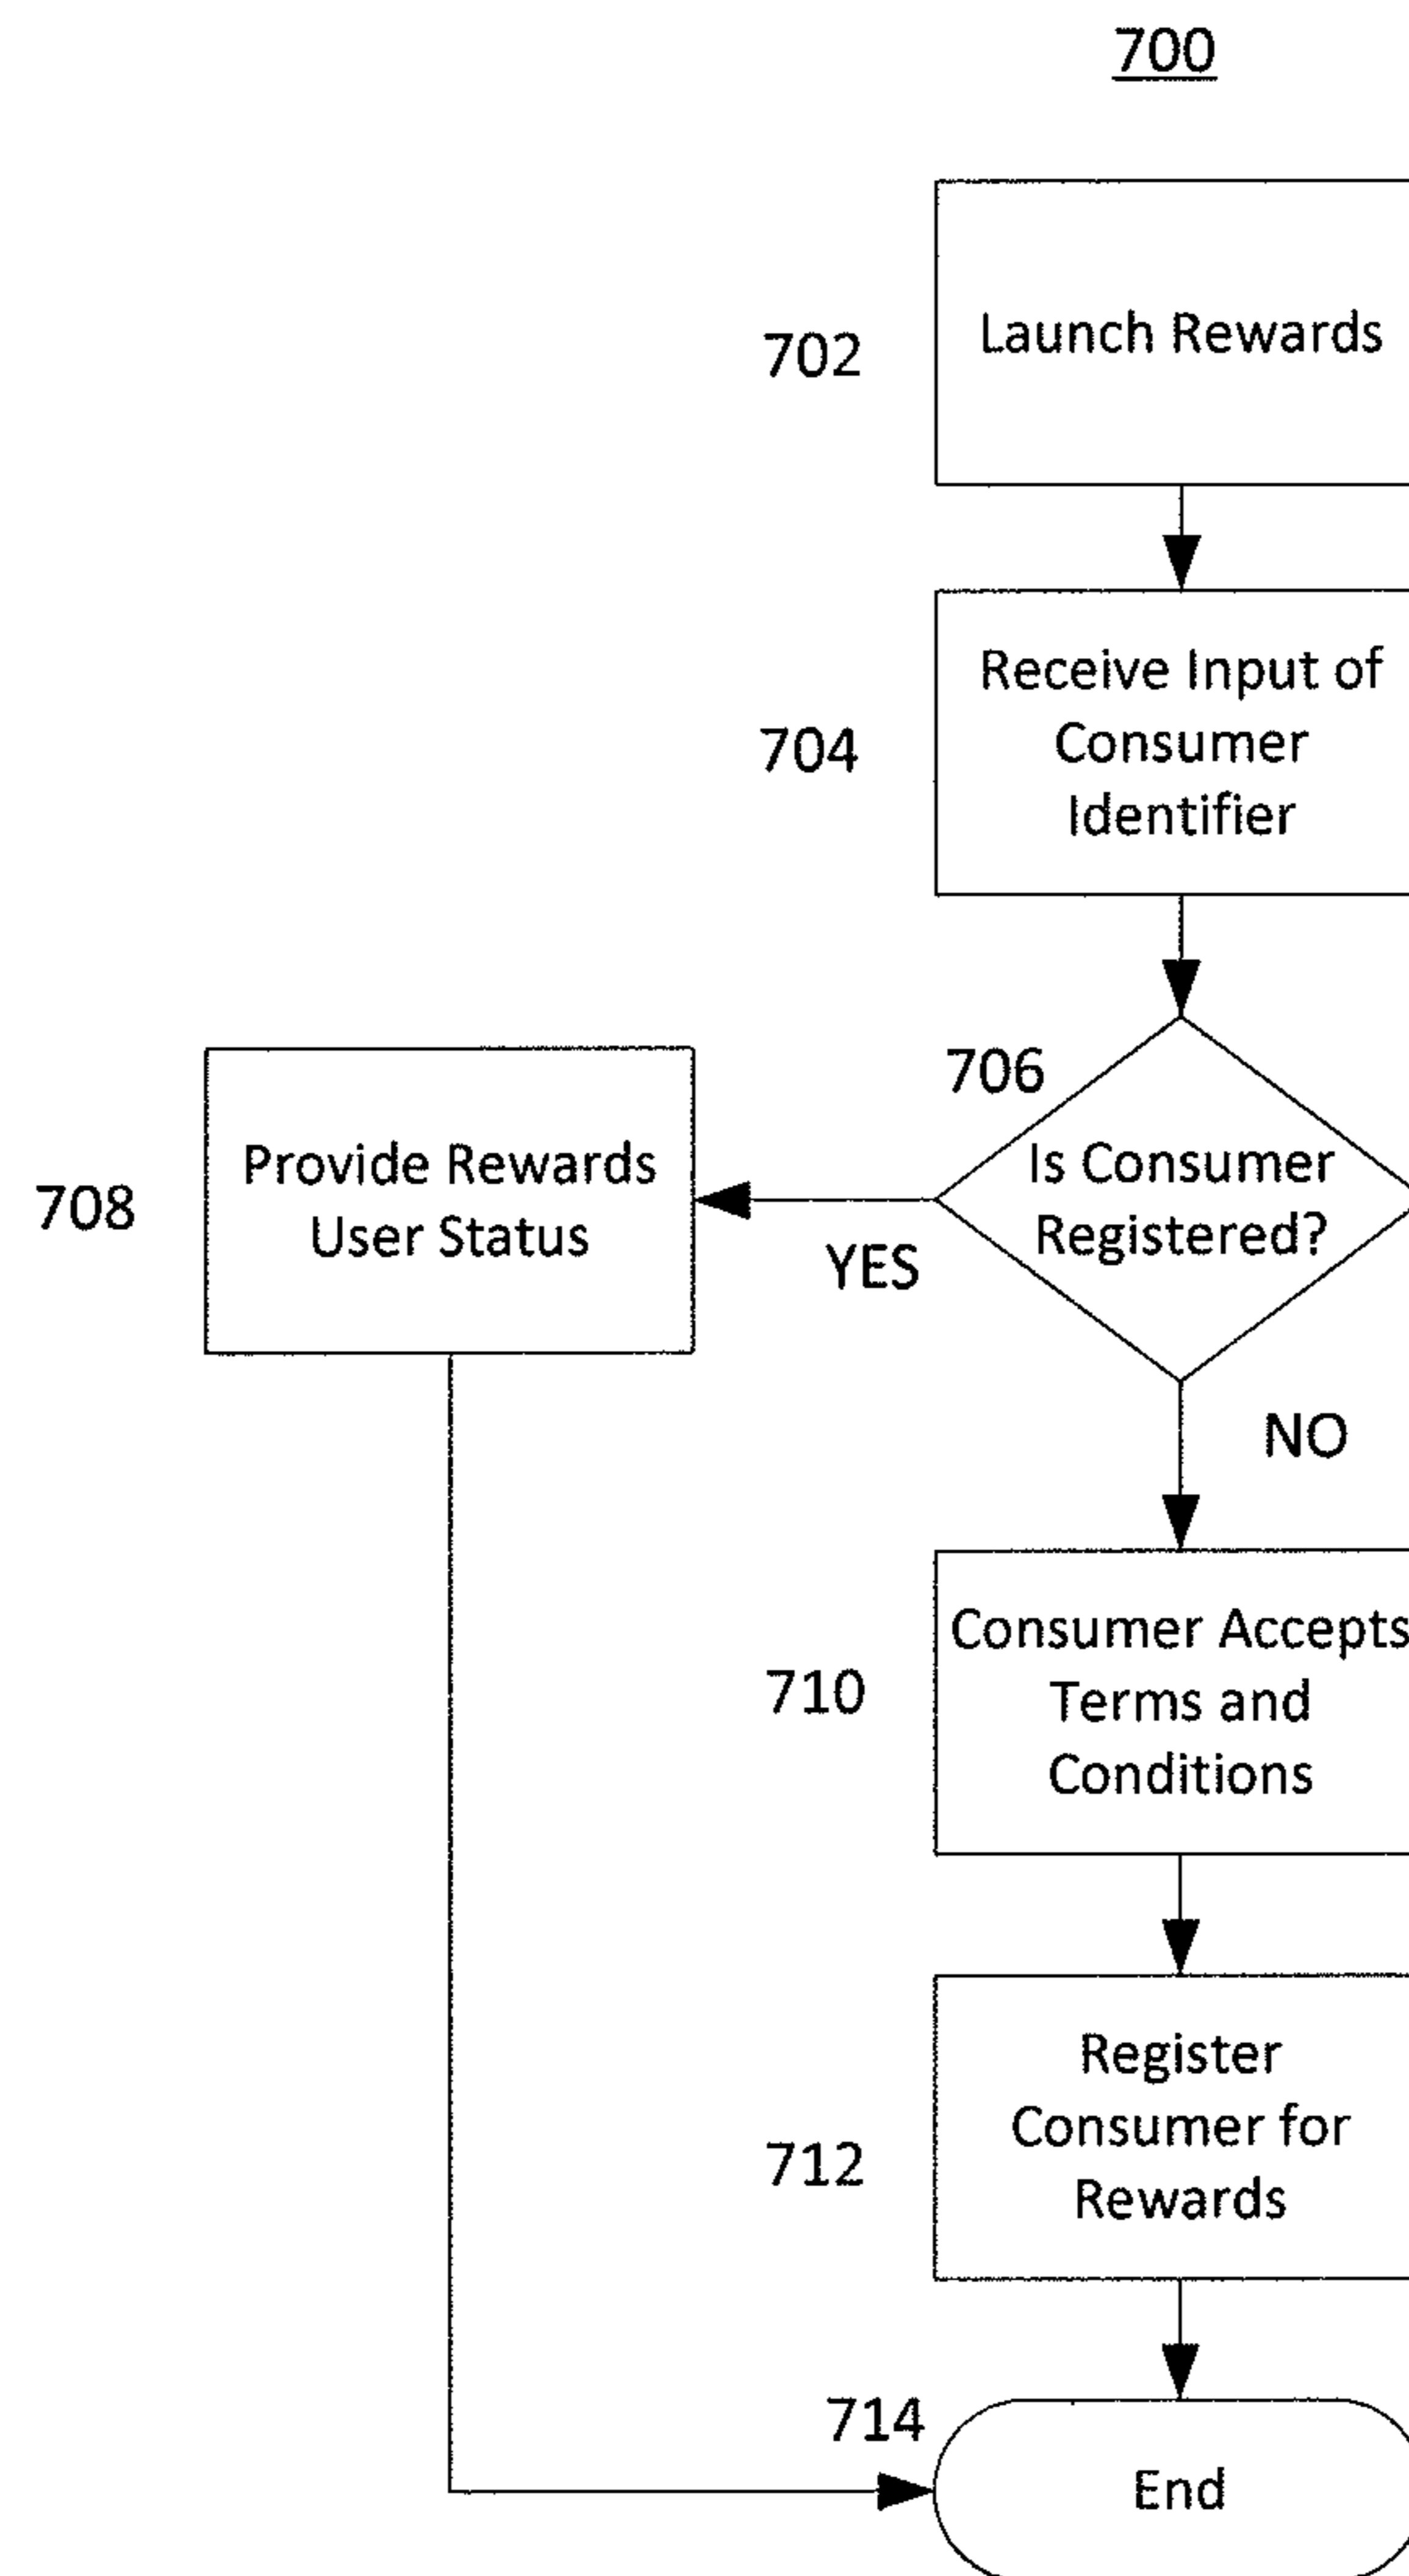 700
702
Launch Rewards
704
Receive Input of
Consumer
Identifier
706
Is Consumer
Registered?
708
Provide Rewards
User Status
YES
NO
710
Consumer Accepts
Terms and
Conditions
712
Register
Consumer for
Rewards
714
End